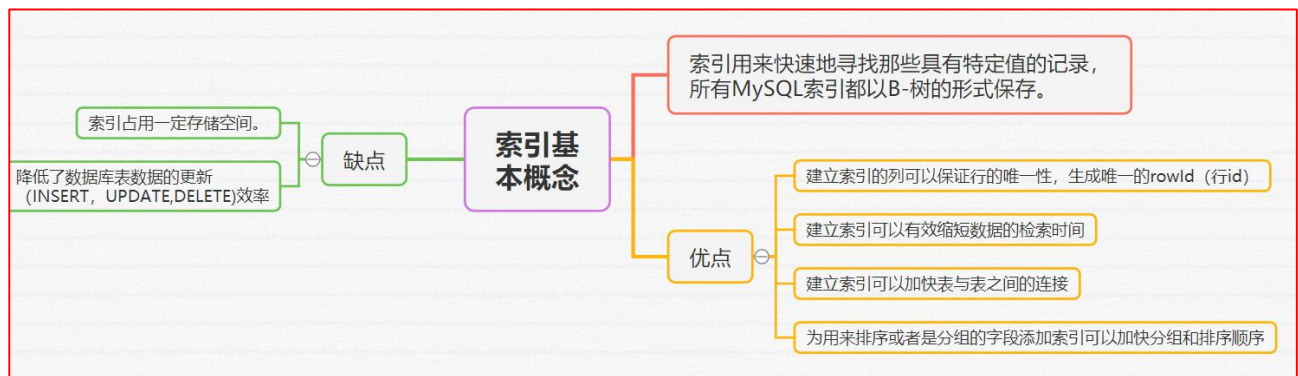 索引基
本概念
索引用来快速地寻找那些具有特定值的记录，
所有MySQL索引都以B-树的形式保存。
优点
建立索引的列可以保证行的唯一性，生成唯一的rowId（行id）
建立索引可以有效缩短数据的检索时间
建立索引可以加快表与表之间的连接
为用来排序或者是分组的字段添加索引可以加快分组和排序顺序
缺点
索引占用一定存储空间。
降低了数据库表数据的更新
（INSERT，UPDATE,DELETE)效率